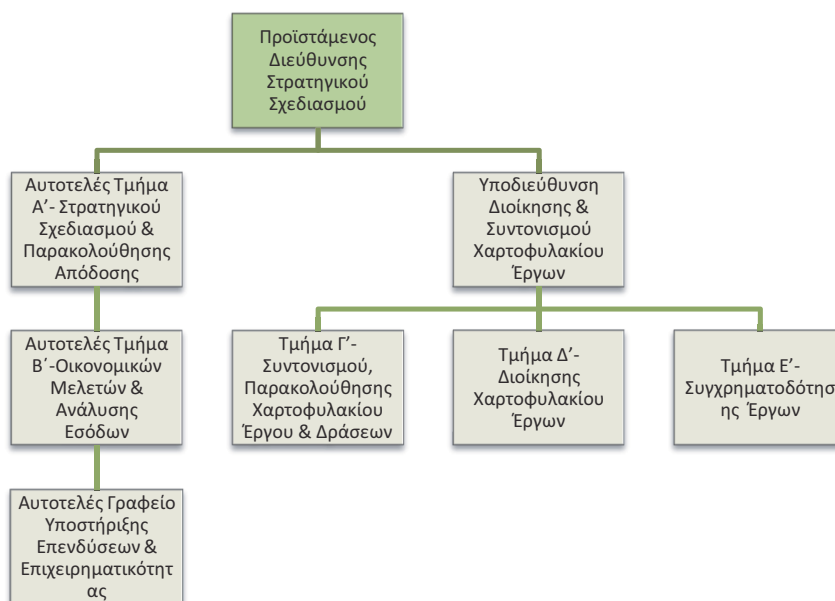 Προϊστάμενος
Διεύθυνσης
Στρατηγικού
Σχεδιασμού
Αυτοτελές Τμήμα
Α'- Στρατηγικού
Σχεδιασμού &
Παρακολούθησης
Απόδοσης
Υποδιεύθυνση
Διοίκησης &
Συντονισμού
Χαρτοφυλακίου
Έργων
Αυτοτελές Τμήμα
Β΄-Οικονομικών
Μελετών &
Ανάλυσης
Εσόδων
Τμήμα Γ'-
Συντονισμού,
Παρακολούθησης
Χαρτοφυλακίου
Έργου & Δράσεων
Τμήμα Δ'-
Διοίκησης
Χαρτοφυλακίου
Έργων
Τμήμα Ε'-
Συγχρηματοδότησ
ης Έργων
Αυτοτελές Γραφείο
Υποστήριξης
Επενδύσεων &
Επιχειρηματικότητ
ας